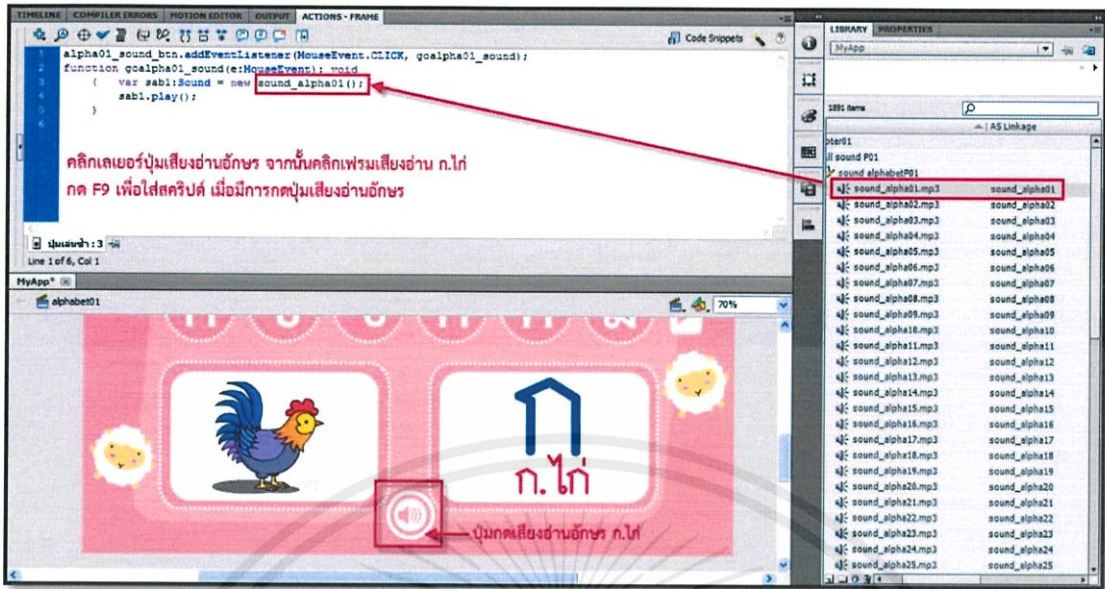 TIMELINE COMPILER ERRORS MOTION EDITOR OUTPUT ACTIONS - FRAME
Code Snippets
1 alpha01_sound_btn.addEventListener(MouseEvent.CLICK, goalpha01_sound);
2 function goalpha01_sound(e:MouseEvent): void
3 { var sab1:Sound = new sound_alpha01();
4 sab1.play();
5 }
6
คลิกเลเยอร์ปุ่มเสียงอ่านอักษร จากนั้นคลิกเฟรมเสียงอ่าน ก.ไก่
กด F9 เพื่อใส่สคริปต์ เมื่อมีการกดปุ่มเสียงอ่านอักษร
: 3
Line 1 of 6, Col 1
MyApp*
alphabet01
70%
ก
ก.ไก่
ปุ่มกดเสียงอ่านอักษร ก.ไก่
LIBRARY PROPERTIES
MyApp
1891 items
AS Linkage
pter01
ll sound P01
sound alphabetP01
sound_alpha01.mp3 sound_alpha01
sound_alpha02.mp3 sound_alpha02
sound_alpha03.mp3 sound_alpha03
sound_alpha04.mp3 sound_alpha04
sound_alpha05.mp3 sound_alpha05
sound_alpha06.mp3 sound_alpha06
sound_alpha07.mp3 sound_alpha07
sound_alpha08.mp3 sound_alpha08
sound_alpha09.mp3 sound_alpha09
sound_alpha10.mp3 sound_alpha10
sound_alpha11.mp3 sound_alpha11
sound_alpha12.mp3 sound_alpha12
sound_alpha13.mp3 sound_alpha13
sound_alpha14.mp3 sound_alpha14
sound_alpha15.mp3 sound_alpha15
sound_alpha16.mp3 sound_alpha16
sound_alpha17.mp3 sound_alpha17
sound_alpha18.mp3 sound_alpha18
sound_alpha19.mp3 sound_alpha19
sound_alpha20.mp3 sound_alpha20
sound_alpha21.mp3 sound_alpha21
sound_alpha22.mp3 sound_alpha22
sound_alpha23.mp3 sound_alpha23
sound_alpha24.mp3 sound_alpha24
sound_alpha25.mp3 sound_alpha25